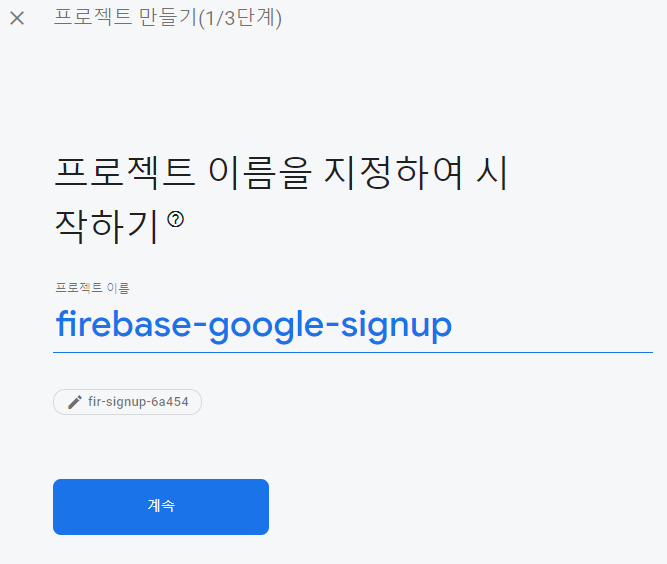 프로젝트 만들기(1/3단계)
프로젝트 이름을 지정하여 시
작하기
프로젝트 이름
firebase-google-signup
fir-signup-6a454
계속